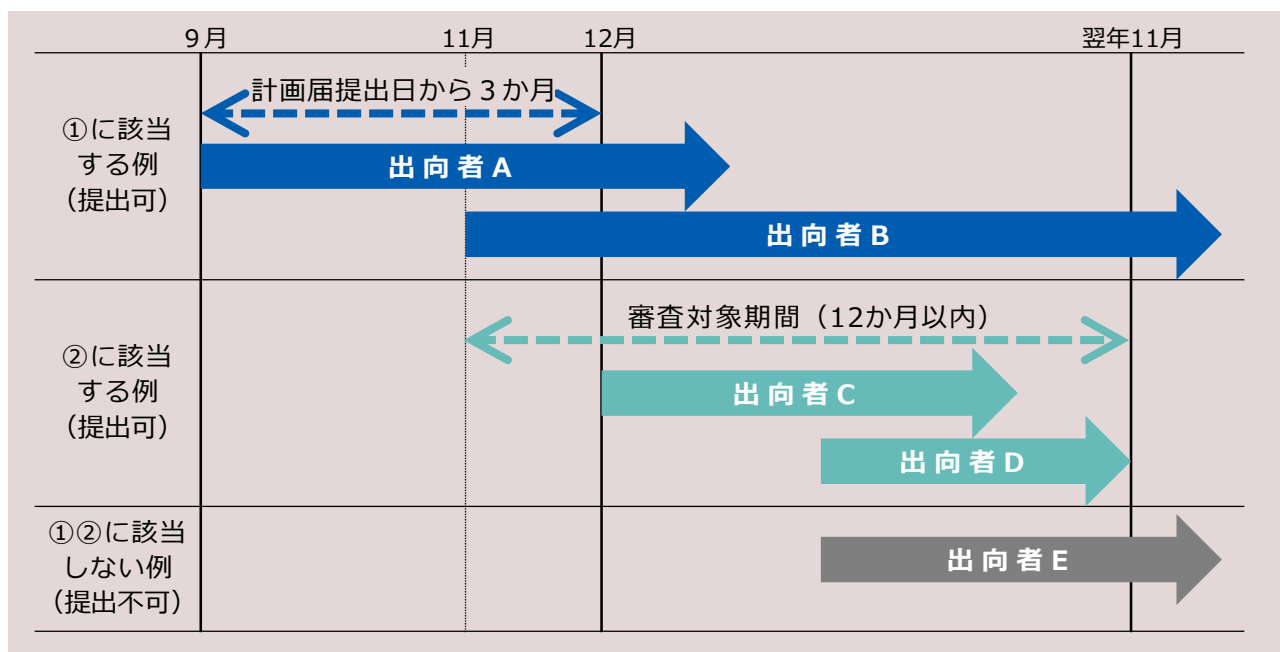 9月
11月
12月
翌年11月
計画届提出日から３か月
①に該当
する例
（提出可）
出向者A
出向者B
審査対象期間（12か月以内）
②に該当
する例
（提出可）
出向者C
出向者D
①②に該当
しない例
（提出不可）
出向者E